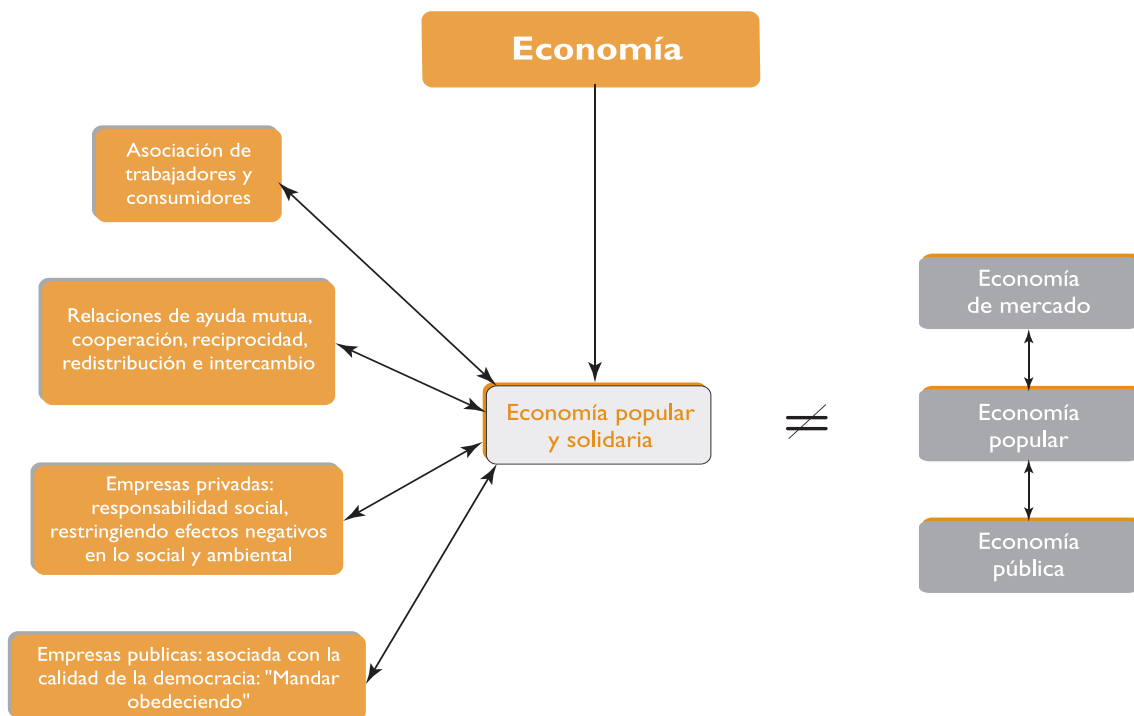 Economía
Asociación de
trabajadores y
consumidores
Relaciones de ayuda mutua,
cooperación, reciprocidad,
redistribución e intercambio
Empresas privadas:
responsabilidad social,
restringiendo efectos negativos
en lo social y ambiental
Empresas publicas: asociada con la
calidad de la democracia: "Mandar
obedeciendo"
Economía popular
y solidaria
≠
Economía
de mercado
Economía
popular
Economía
pública